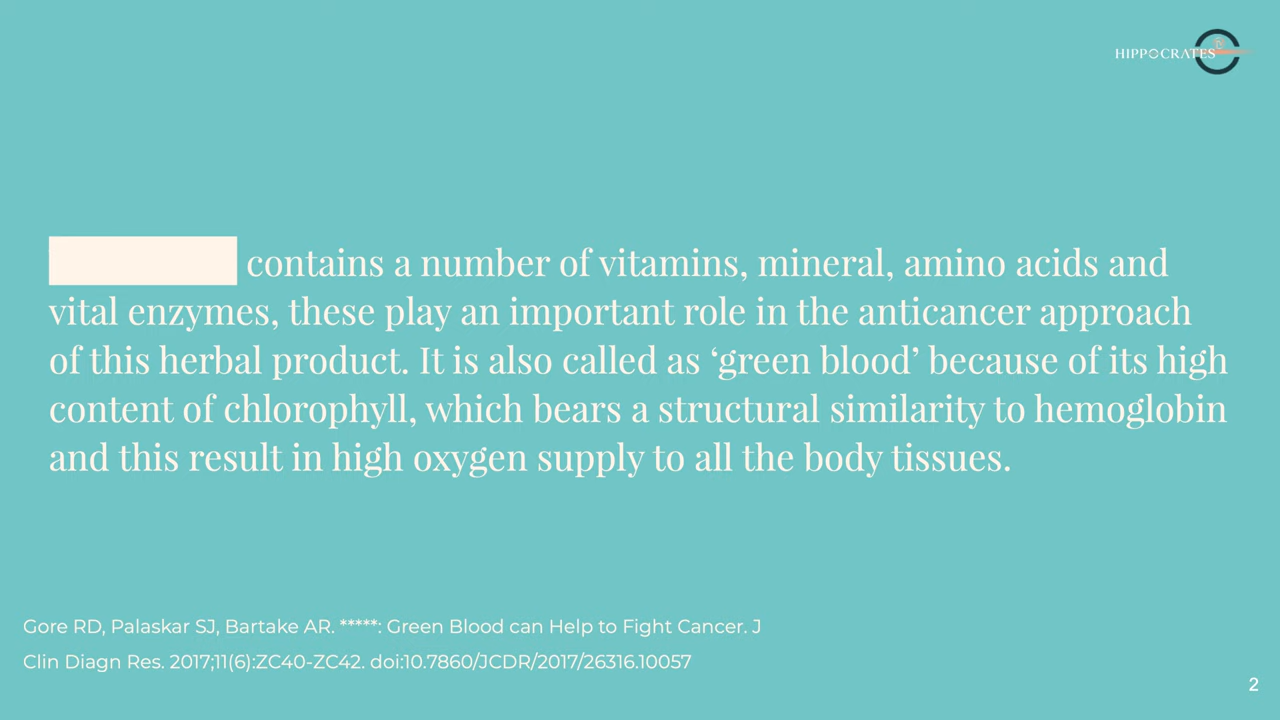 HIPPOCRATES
contains a number of vitamins, mineral, amino acids and
vital enzymes, these play an important role in the anticancer approach
of this herbal product. It is also called as ‘green blood’ because of its high
content of chlorophyll, which bears a structural similarity to hemoglobin
and this result in high oxygen supply to all the body tissues.
Gore RD, Palaskar SJ, Bartake AR. *****: Green Blood can Help to Fight Cancer. J
Clin Diagn Res. 2017;11(6):ZC40-ZC42. doi:10.7860/JCDR/2017/26316.10057
2